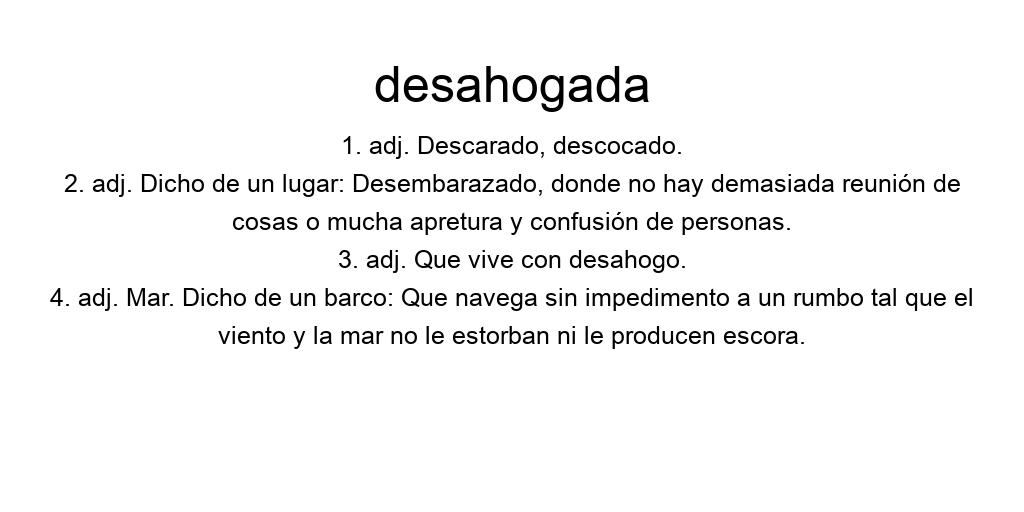 desahogada
1. adj. Descarado, descocado.
2. adj. Dicho de un lugar: Desembarazado, donde no hay demasiada reunión de
cosas o mucha apretura y confusión de personas.
3. adj. Que vive con desahogo.
4. adj. Mar. Dicho de un barco: Que navega sin impedimento a un rumbo tal que el
viento y la mar no le estorban ni le producen escora.